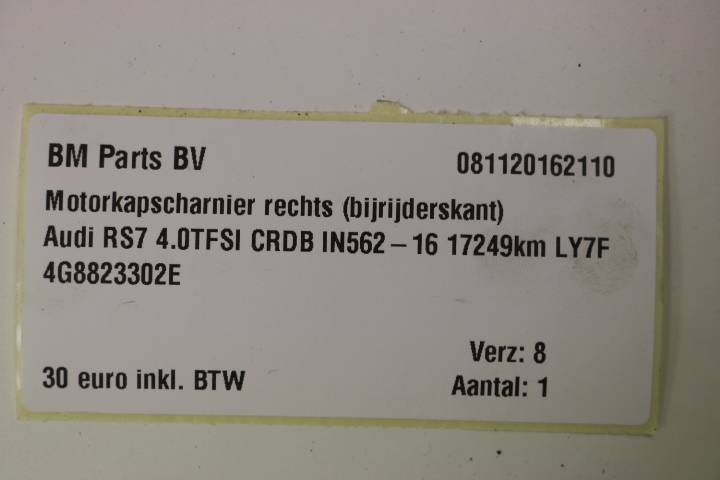 BM Parts BV 081120162110
Motorkapscharnier rechts (bijrijderskant)
Audi RS7 4.0TFSI CRDB IN562 – 16 17249km LY7F
4G8823302E
Verz: 8
30 euro inkl. BTW Aantal: 1